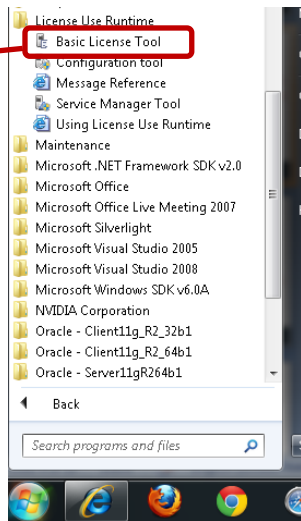 License Use Runtime
Basic License Tool
Configuration tool
Message Reference
Service Manager Tool
Using License Use Runtime
Maintenance
Microsoft .NET Framework SDK v2.0
Microsoft Office
Microsoft Office Live Meeting 2007
Microsoft Silverlight
Microsoft Visual Studio 2005
Microsoft Visual Studio 2008
Microsoft Windows SDK v6.0A
NVIDIA Corporation
Oracle - Client11g_R2_32b1
Oracle - Client11g_R2_64b1
Oracle - Server11gR264b1
Back
Search programs and files